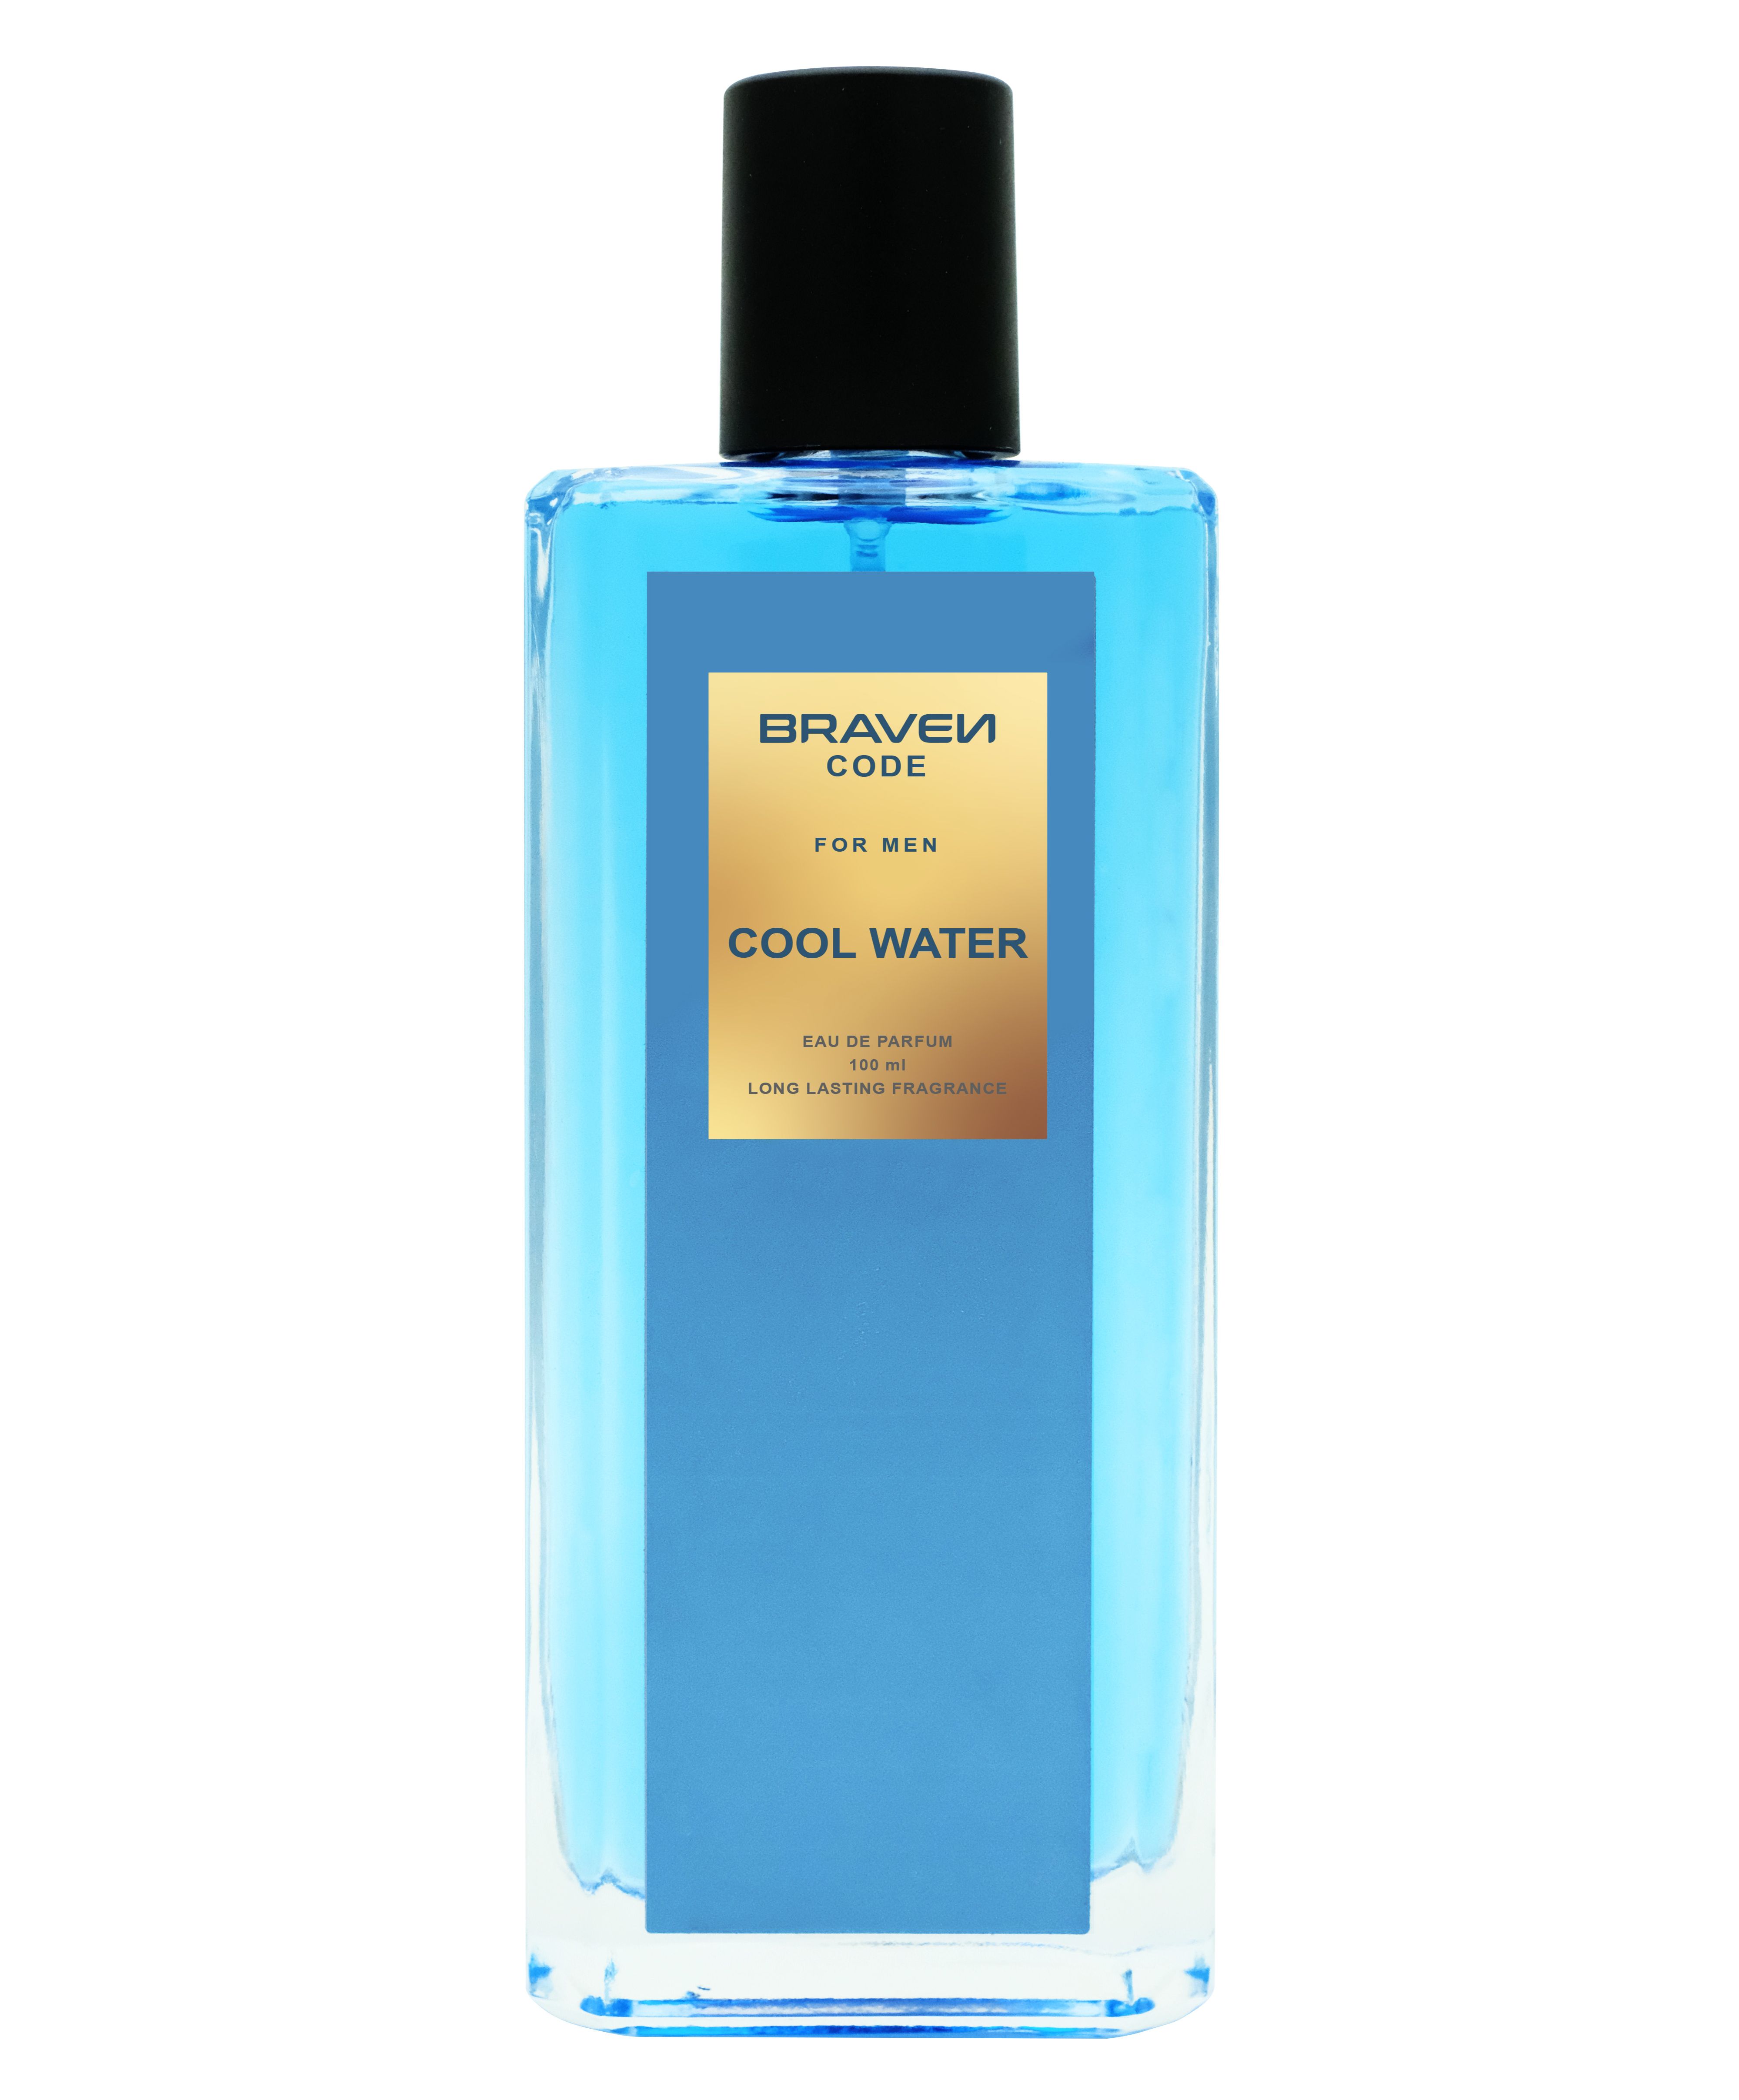 BRAVEN
CODE
FOR MEN
COOL WATER
EAU DE PARFUM
100 ml
LONG LASTING FRAGRANCE